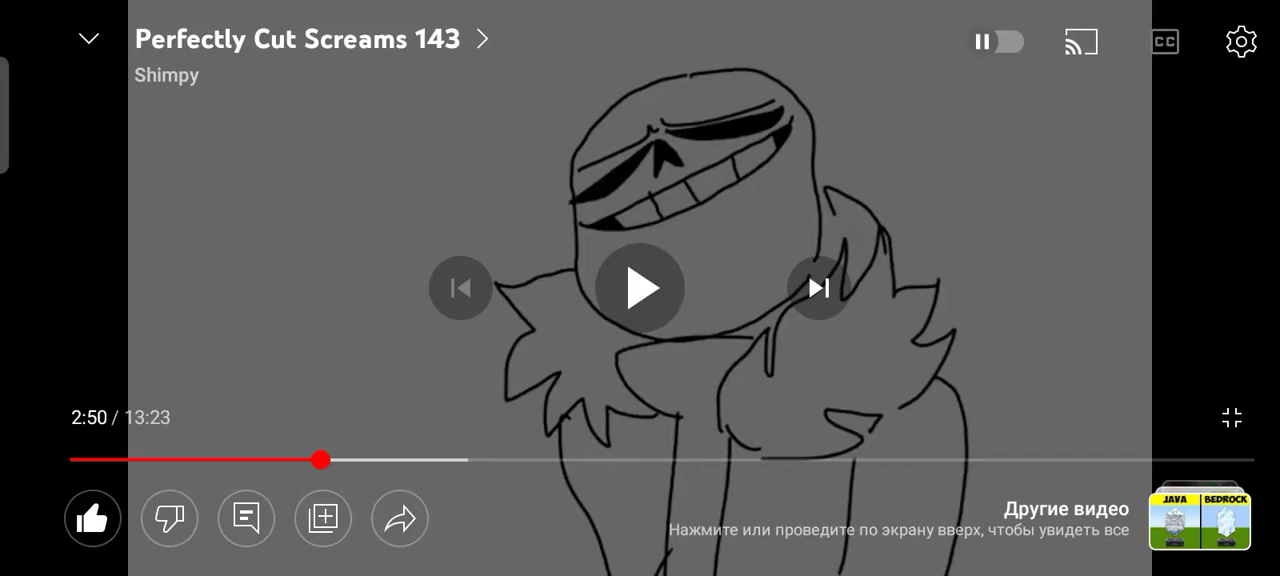 Perfectly Cut Screams 143
Shimpy
CC
2:50 / 13:23
Другие видео
Нажмите или проведите по экрану вверх, чтобы увидеть все
JAVA BEDROCK